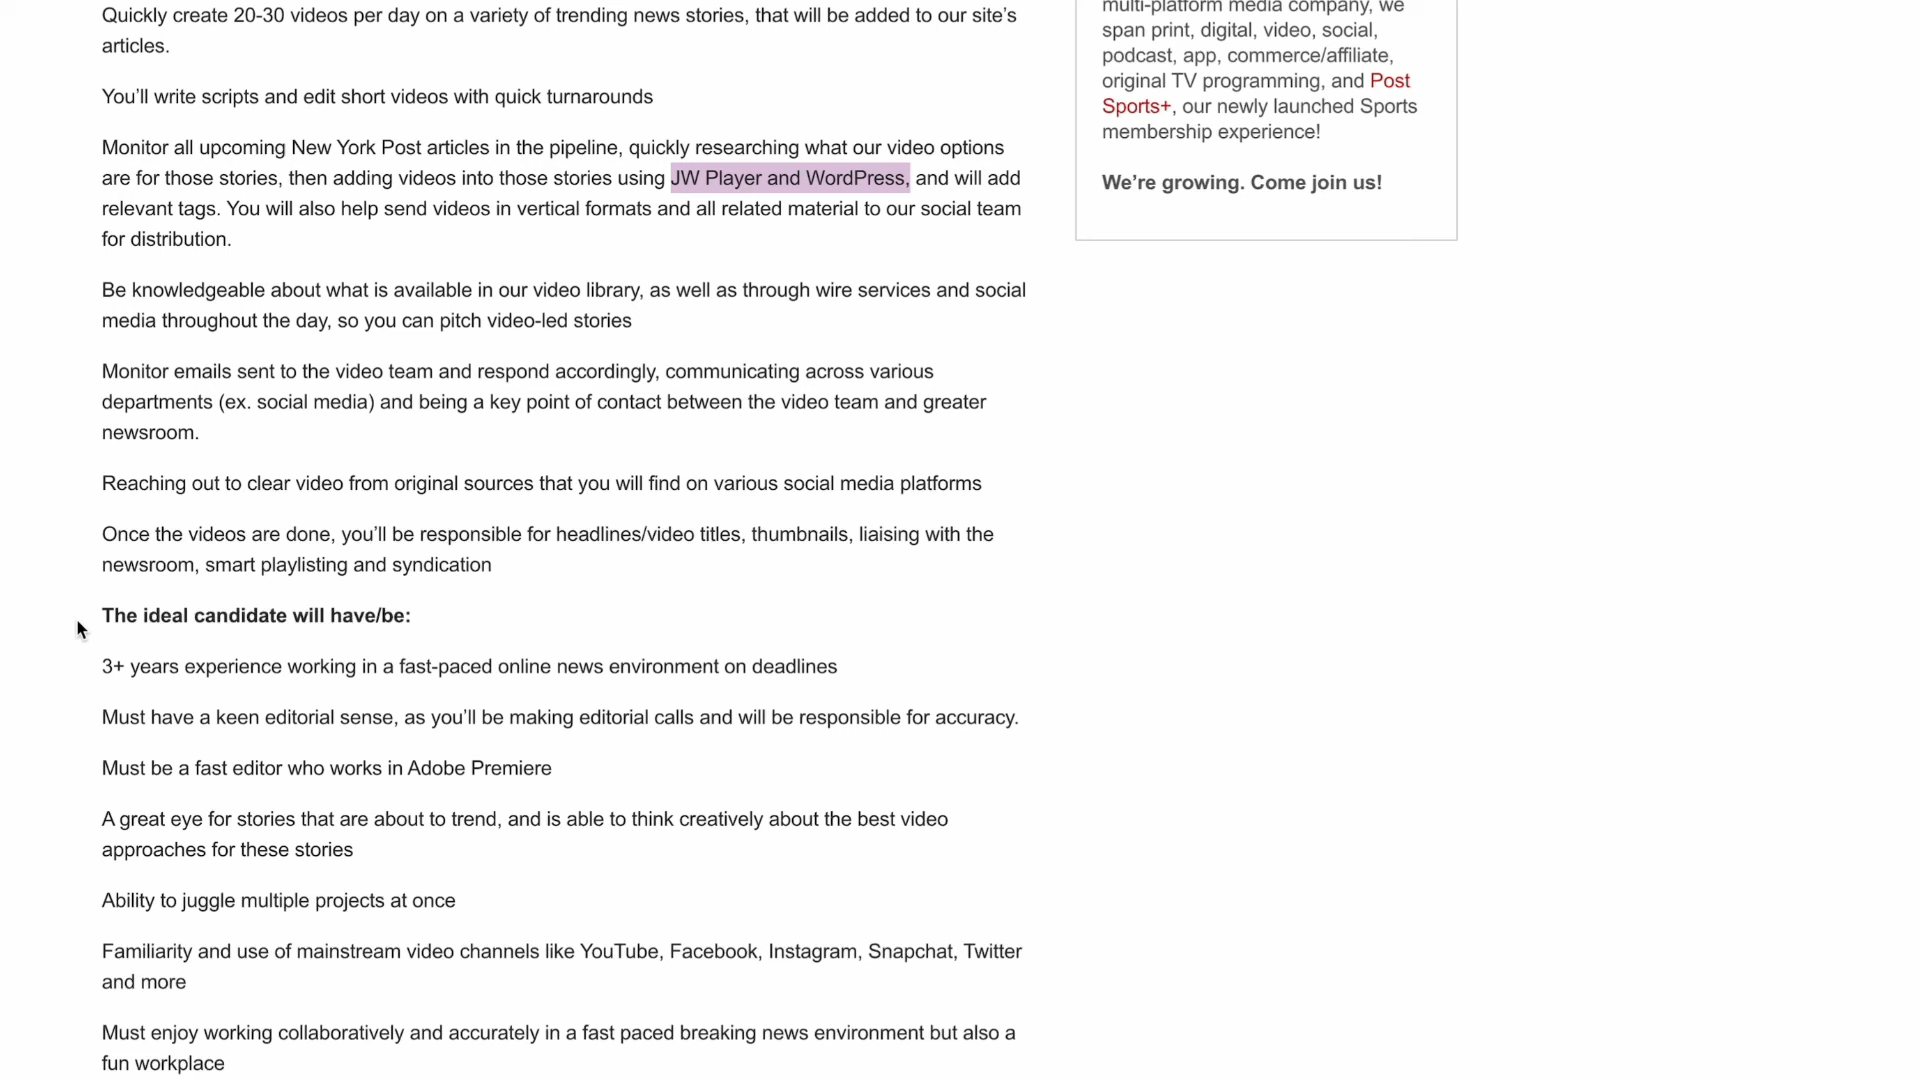 Quickly create 20-30 videos per day on a variety of trending news stories, that will be added to our site’s
articles.
You’ll write scripts and edit short videos with quick turnarounds
Monitor all upcoming New York Post articles in the pipeline, quickly researching what our video options
are for those stories, then adding videos into those stories using JW Player and WordPress, and will add
relevant tags. You will also help send videos in vertical formats and all related material to our social team
for distribution.
Be knowledgeable about what is available in our video library, as well as through wire services and social
media throughout the day, so you can pitch video-led stories
Monitor emails sent to the video team and respond accordingly, communicating across various
departments (ex. social media) and being a key point of contact between the video team and greater
newsroom.
Reaching out to clear video from original sources that you will find on various social media platforms
Once the videos are done, you’ll be responsible for headlines/video titles, thumbnails, liaising with the
newsroom, smart playlisting and syndication
The ideal candidate will have/be:
3+ years experience working in a fast-paced online news environment on deadlines
Must have a keen editorial sense, as you’ll be making editorial calls and will be responsible for accuracy.
Must be a fast editor who works in Adobe Premiere
A great eye for stories that are about to trend, and is able to think creatively about the best video
approaches for these stories
Ability to juggle multiple projects at once
Familiarity and use of mainstream video channels like YouTube, Facebook, Instagram, Snapchat, Twitter
and more
Must enjoy working collaboratively and accurately in a fast paced breaking news environment but also a
fun workplace
multi-platform media company, we
span print, digital, video, social,
podcast, app, commerce/affiliate,
original TV programming, and Post
Sports+, our newly launched Sports
membership experience!
We’re growing. Come join us!